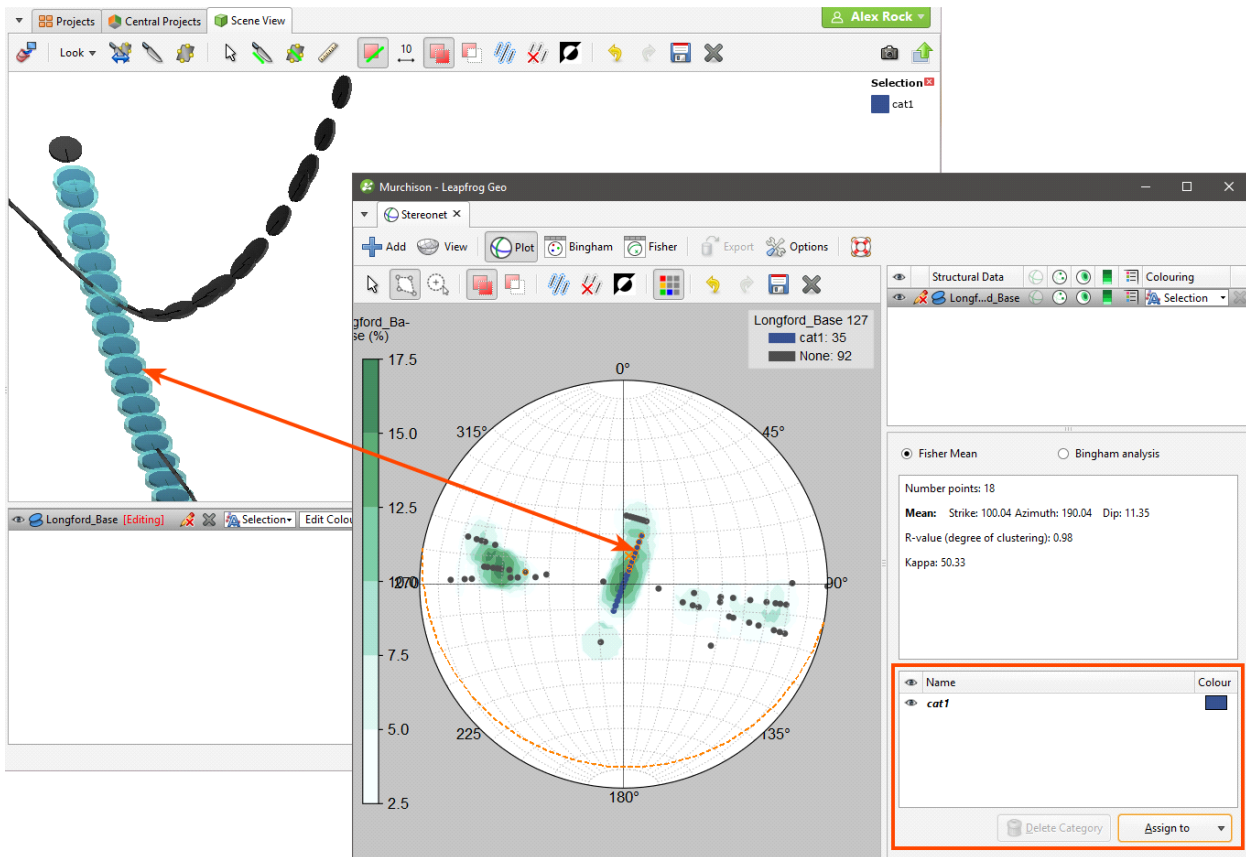 Projects Central Projects Scene View
Alex Rock
Look
10
Selection
cat1
Murchison - Leapfrog Geo
Stereonet
Add View Plot Bingham Fisher Export Options
Structural Data Colouring
Longf...d_Base Selection
gford_Ba-
se (%)
Longford_Base 127
cat1: 35
None: 92
17.5
15.0
12.5
10.0
7.5
5.0
2.5
0°
45°
90°
135°
180°
225°
270
315°
Fisher Mean Bingham analysis
Number points: 18
Mean: Strike: 100.04 Azimuth: 190.04 Dip: 11.35
R-value (degree of clustering): 0.98
Kappa: 50.33
Longford_Base [Editing] Selection Edit Colou
Name Colour
cat1
Delete Category Assign to